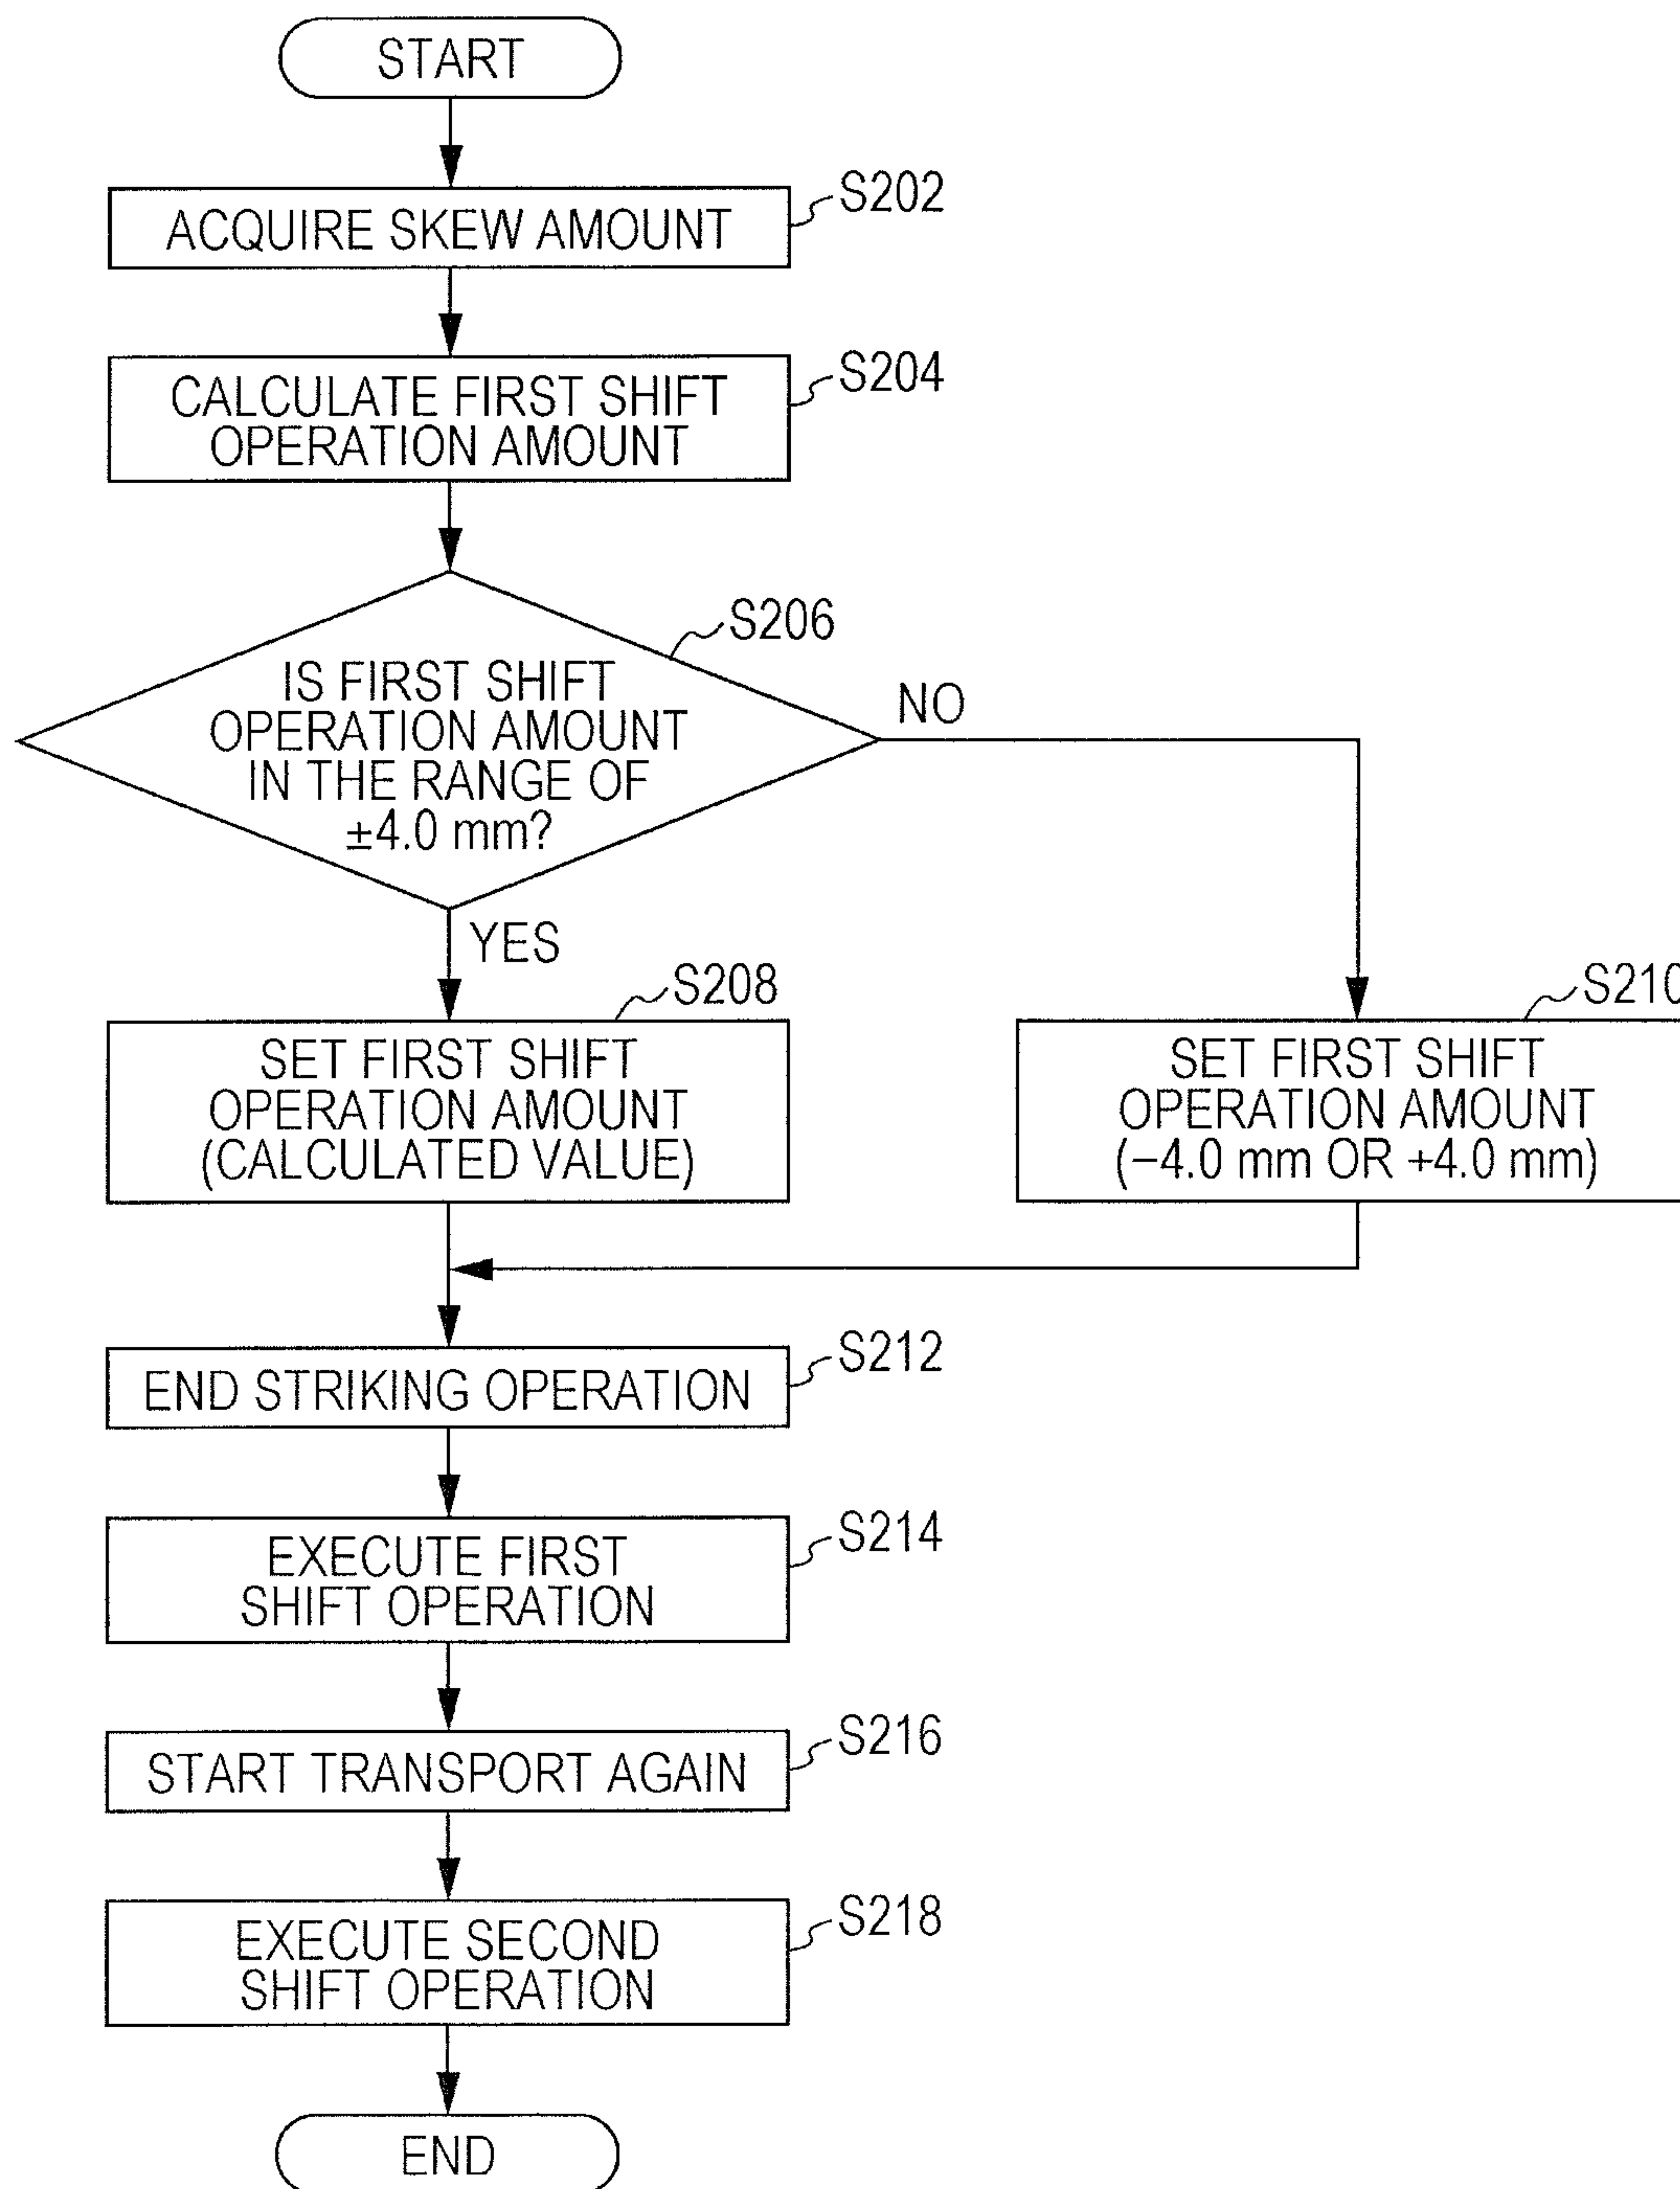 START
S202
ACQUIRE SKEW AMOUNT
S204
CALCULATE FIRST SHIFT
OPERATION AMOUNT
S206
IS FIRST SHIFT
OPERATION AMOUNT
IN THE RANGE OF
±4.0 mm?
NO
YES
S208
SET FIRST SHIFT
OPERATION AMOUNT
(CALCULATED VALUE)
S210
SET FIRST SHIFT
OPERATION AMOUNT
(−4.0 mm OR +4.0 mm)
S212
END STRIKING OPERATION
S214
EXECUTE FIRST
SHIFT OPERATION
S216
START TRANSPORT AGAIN
S218
EXECUTE SECOND
SHIFT OPERATION
END